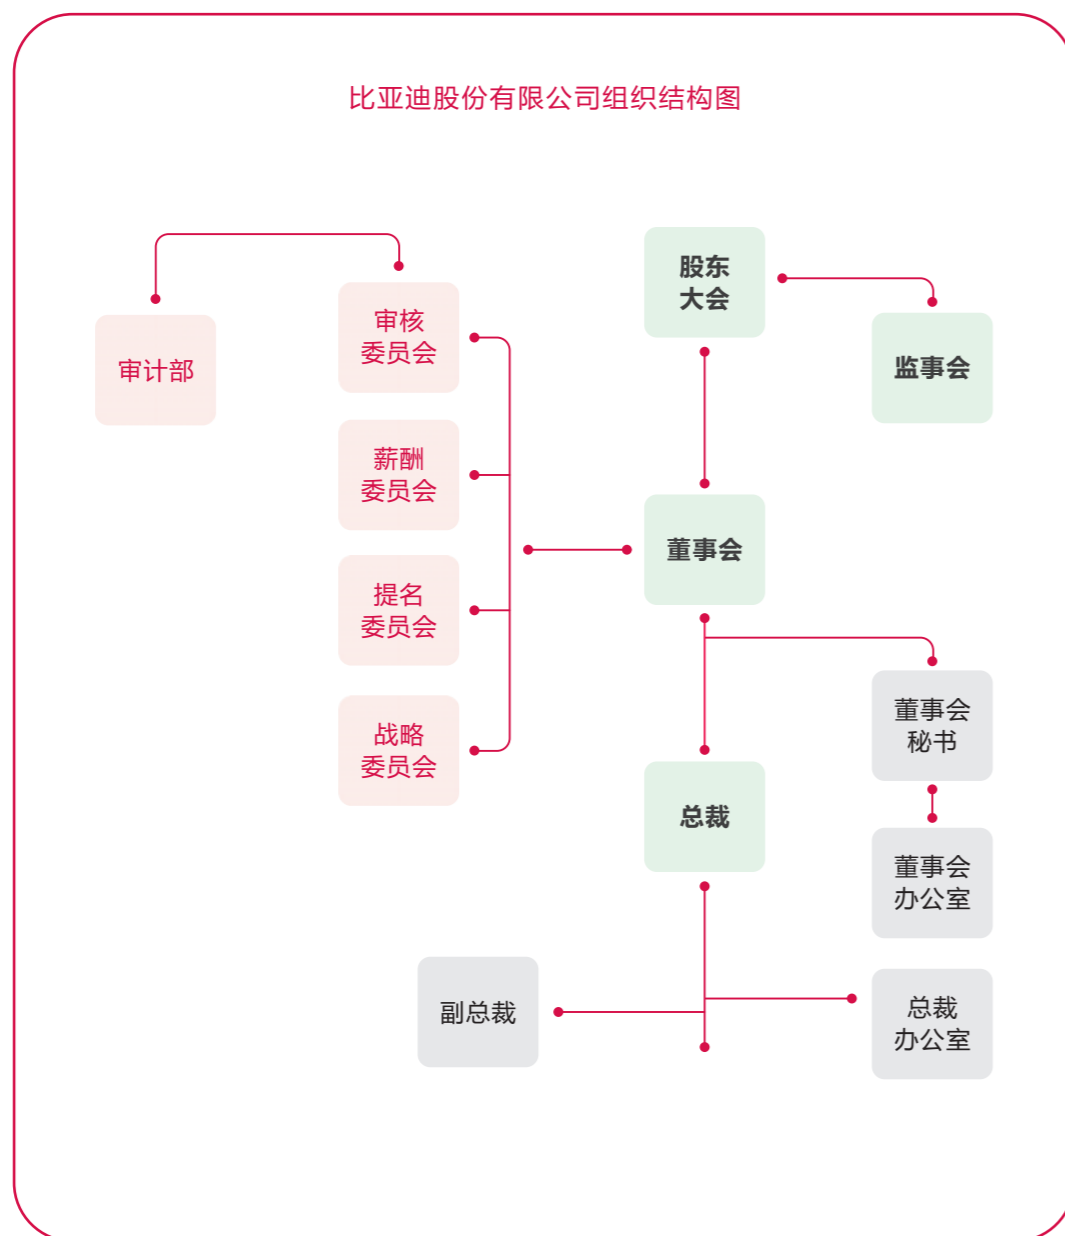 比亚迪股份有限公司组织结构图
股东
大会
监事会
审核
委员会
审计部
薪酬
委员会
董事会
提名
委员会
战略
委员会
董事会
秘书
总裁
董事会
办公室
副总裁
总裁
办公室